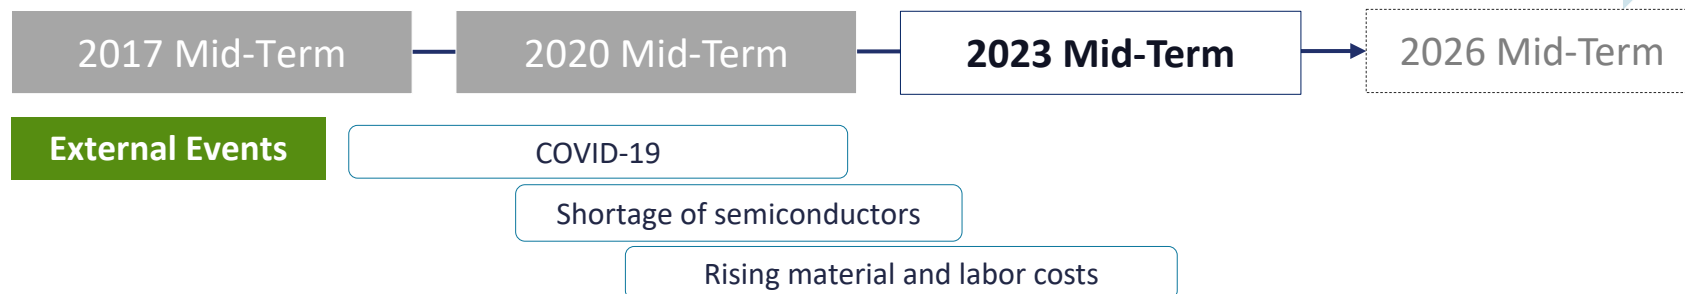 2017 Mid-Term
2020 Mid-Term
2023 Mid-Term
2026 Mid-Term
External Events
COVID-19
Shortage of semiconductors
Rising material and labor costs